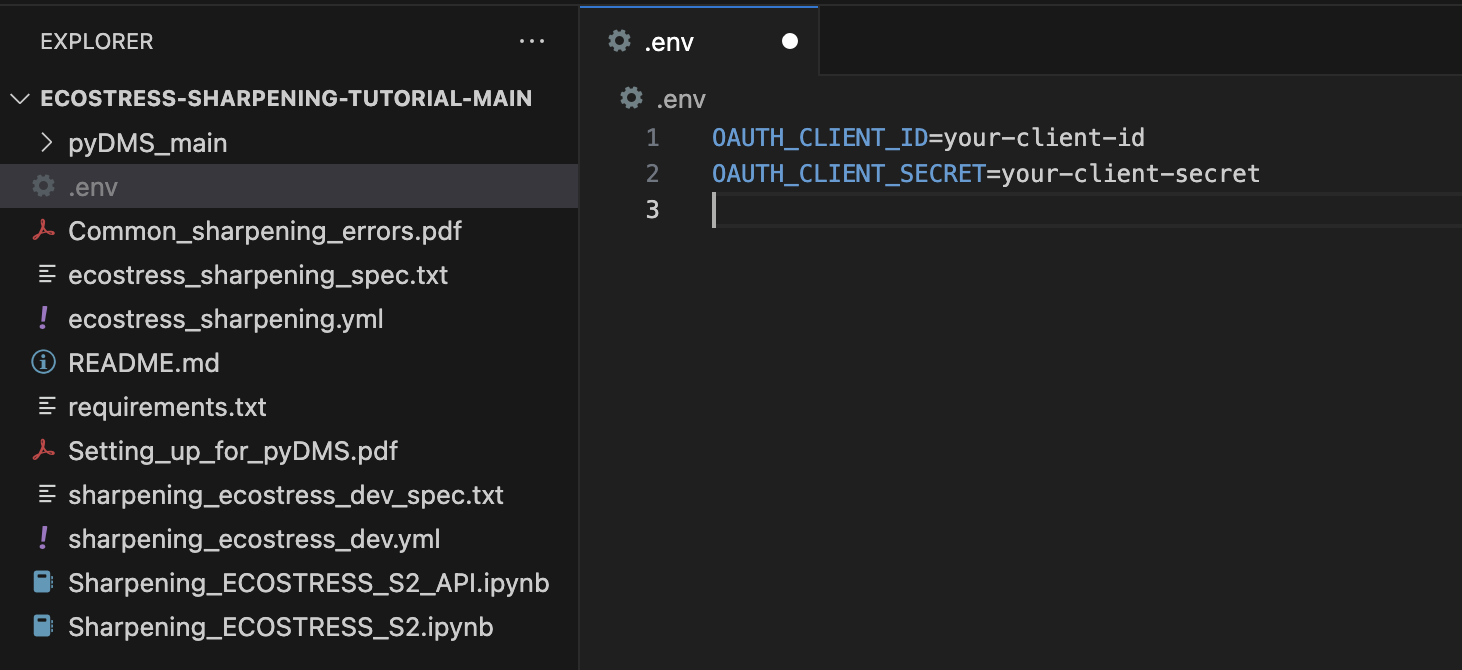 EXPLORER
ECOSTRESS-SHARPENING-TUTORIAL-MAIN
pyDMS_main
.env
Common_sharpening_errors.pdf
ecostress_sharpening_spec.txt
ecostress_sharpening.yml
README.md
requirements.txt
Setting_up_for_pyDMS.pdf
sharpening_ecostress_dev_spec.txt
sharpening_ecostress_dev.yml
Sharpening_ECOSTRESS_S2_API.ipynb
Sharpening_ECOSTRESS_S2.ipynb
.env
.env
1 OAUTH_CLIENT_ID=your-client-id
2 OAUTH_CLIENT_SECRET=your-client-secret
3